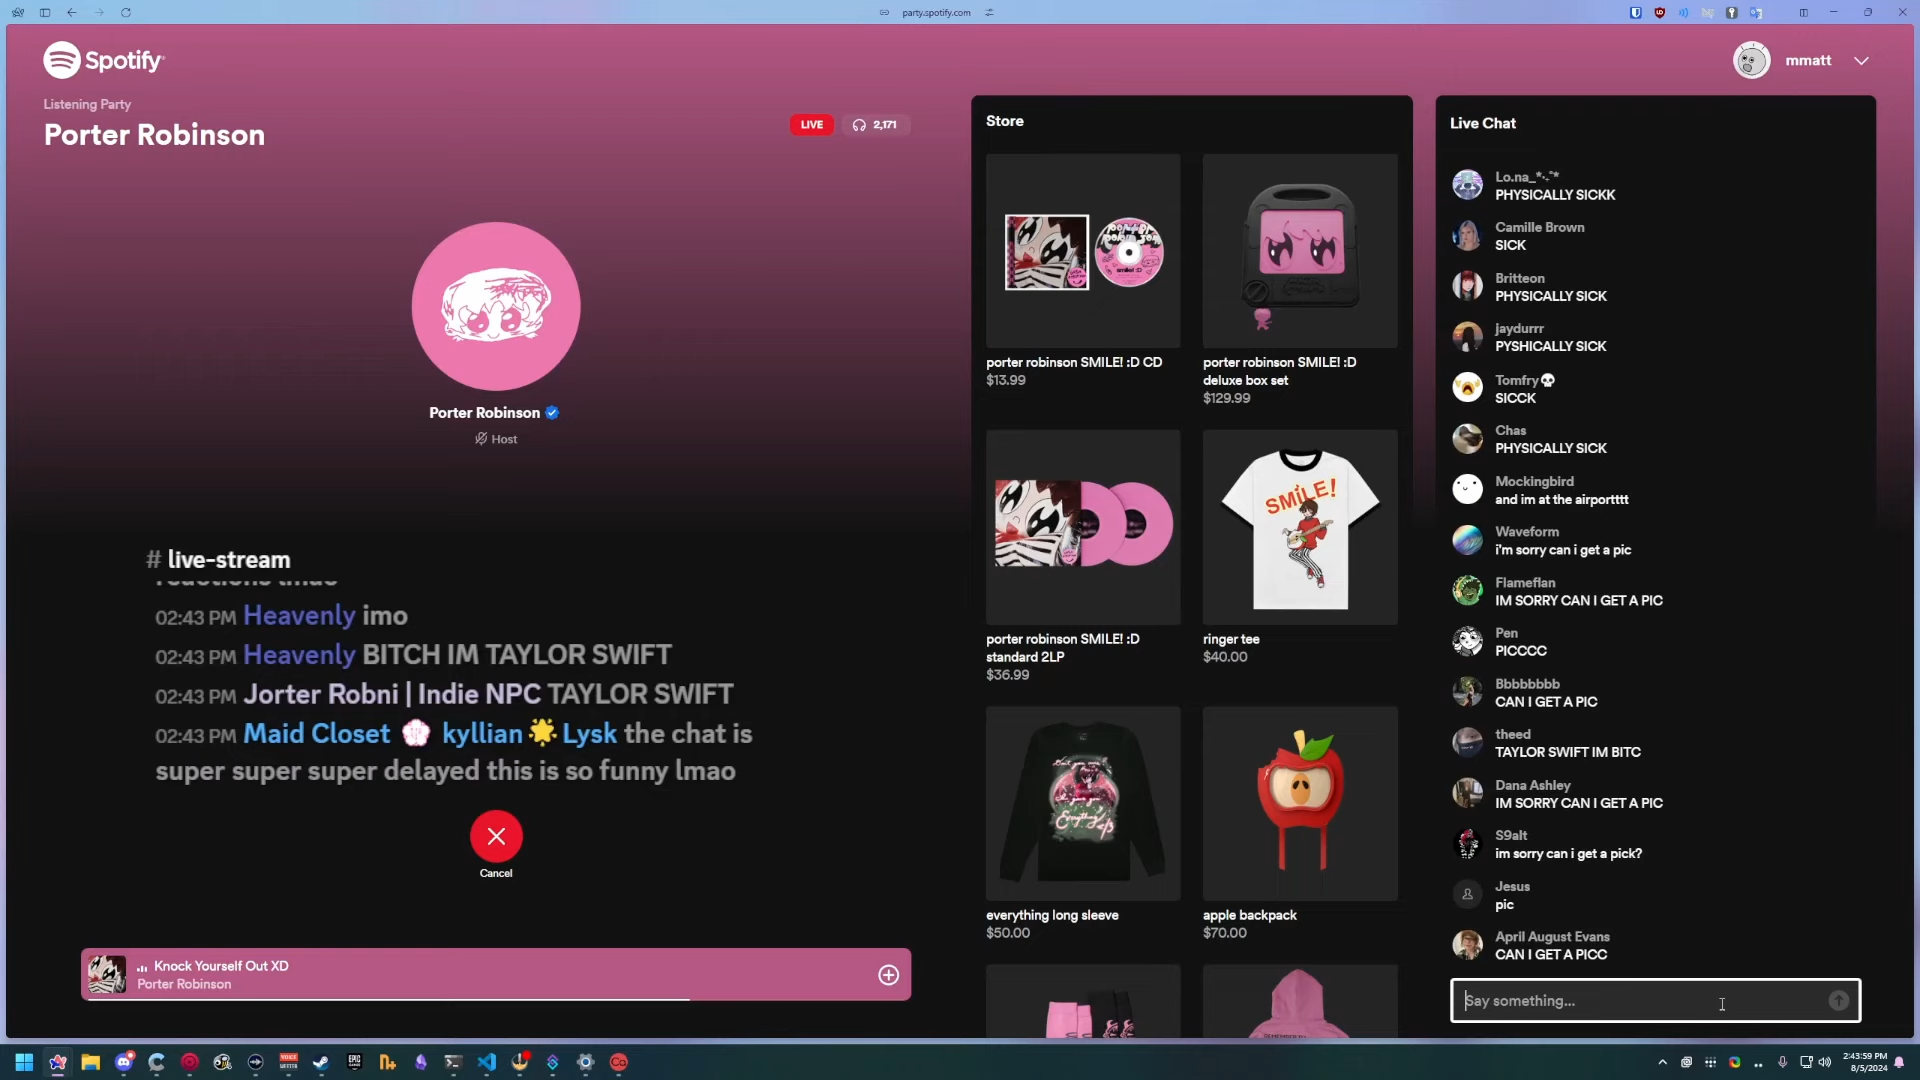 party.spotify.com
Spotify
mmatt
Listening Party
Porter Robinson
LIVE
2,171
Porter Robinson
Host
# live-stream
reactions lmao
02:43 PM Heavenly imo
02:43 PM Heavenly BITCH IM TAYLOR SWIFT
02:43 PM Jorter Robni | Indie NPC TAYLOR SWIFT
02:43 PM Maid Closet 💮 kyllian 🌟 Lysk the chat is
super super super delayed this is so funny lmao
Cancel
Knock Yourself Out XD
Porter Robinson
Store
porter robinson SMILE! :D CD
$13.99
porter robinson SMILE! :D
deluxe box set
$129.99
porter robinson SMILE! :D
standard 2LP
$36.99
SMILE!
ringer tee
$40.00
everything long sleeve
$50.00
apple backpack
$70.00
Live Chat
Lo.na_*·˖˚*
PHYSICALLY SICKK
Camille Brown
SICK
Britteon
PHYSICALLY SICK
jaydurrr
PYSHICALLY SICK
Tomfry💀
SICCK
Chas
PHYSICALLY SICK
Mockingbird
and im at the airportttt
Waveform
i'm sorry can i get a pic
Flameflan
IM SORRY CAN I GET A PIC
Pen
PICCCC
Bbbbbbbb
CAN I GET A PIC
theed
TAYLOR SWIFT IM BITC
Dana Ashley
IM SORRY CAN I GET A PIC
S9alt
im sorry can i get a pick?
Jesus
pic
April August Evans
CAN I GET A PICC
Say something...
2:43:59 PM
8/5/2024